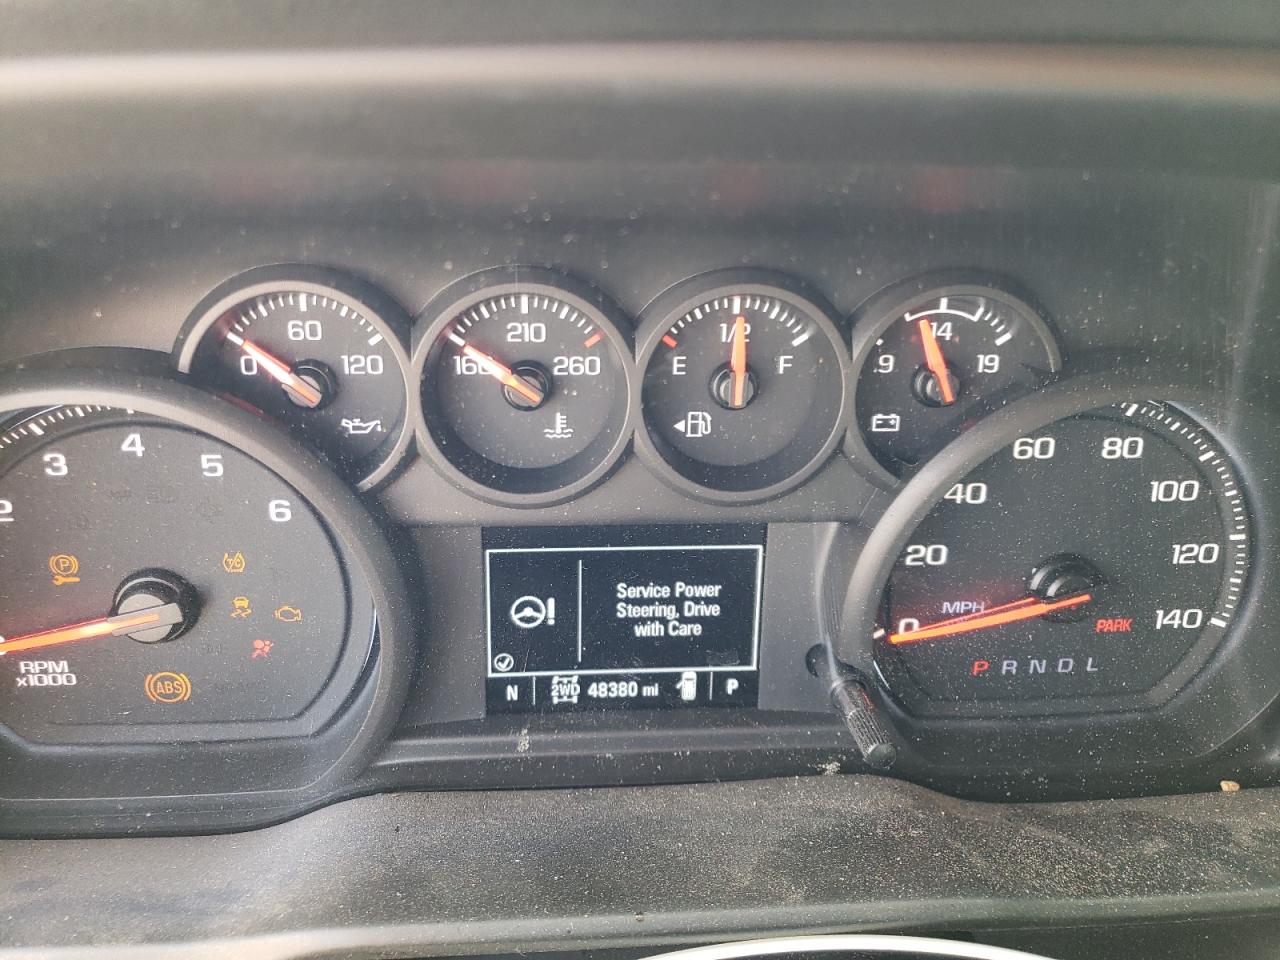 60
0 120
210
160 260
1/2
E F
14
9 19
2 3 4 5 6
P
T/C
RPM
x1000
ABS
Service Power
Steering, Drive
with Care
N 2WD 48380 mi P
0 20 40 60 80 100 120 140
MPH
PARK
P R N D L